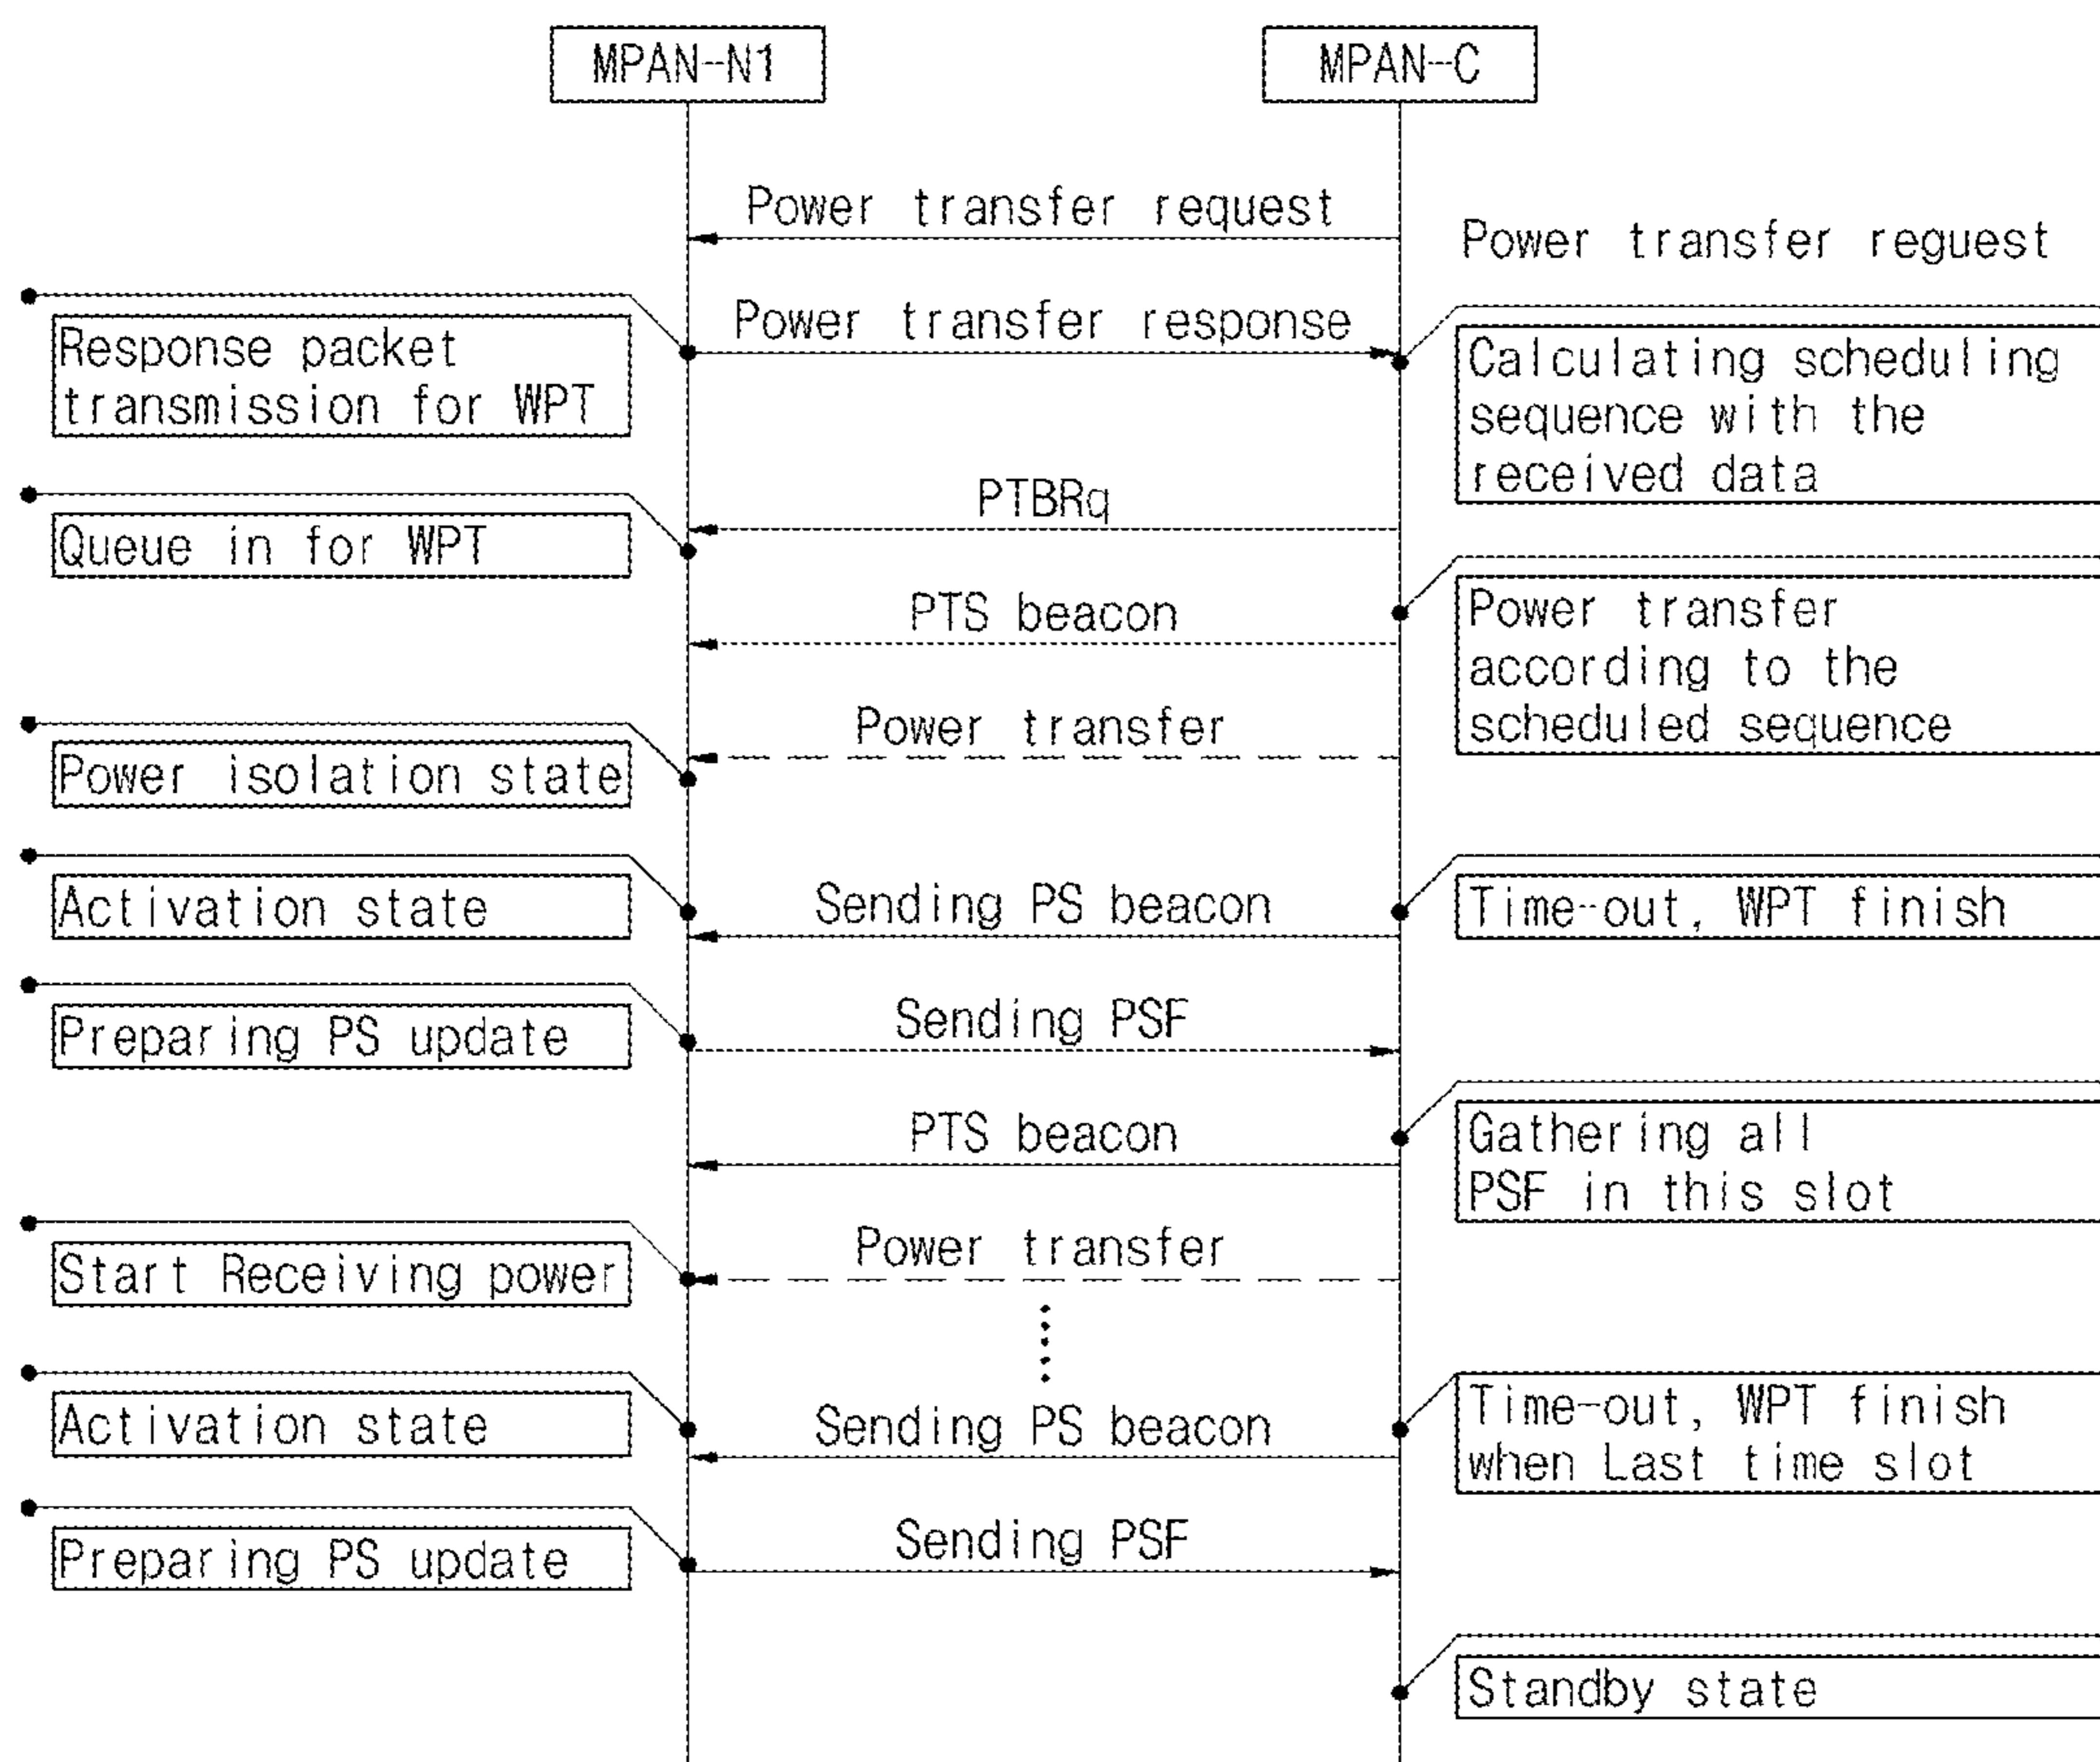 MPAN-N1
MPAN-C
Power transfer request
Power transfer reguest
Response packet
transmission for WPT
Power transfer response
Calculating scheduling
sequence with the
received data
PTBRq
Queue in for WPT
PTS beacon
Power transfer
according to the
scheduled sequence
Power transfer
Power isolation state
Activation state
Sending PS beacon
Time-out, WPT finish
Preparing PS update
Sending PSF
PTS beacon
Gathering all
PSF in this slot
Power transfer
Start Receiving power
Activation state
Sending PS beacon
Time-out, WPT finish
when Last time slot
Preparing PS update
Sending PSF
Standby state